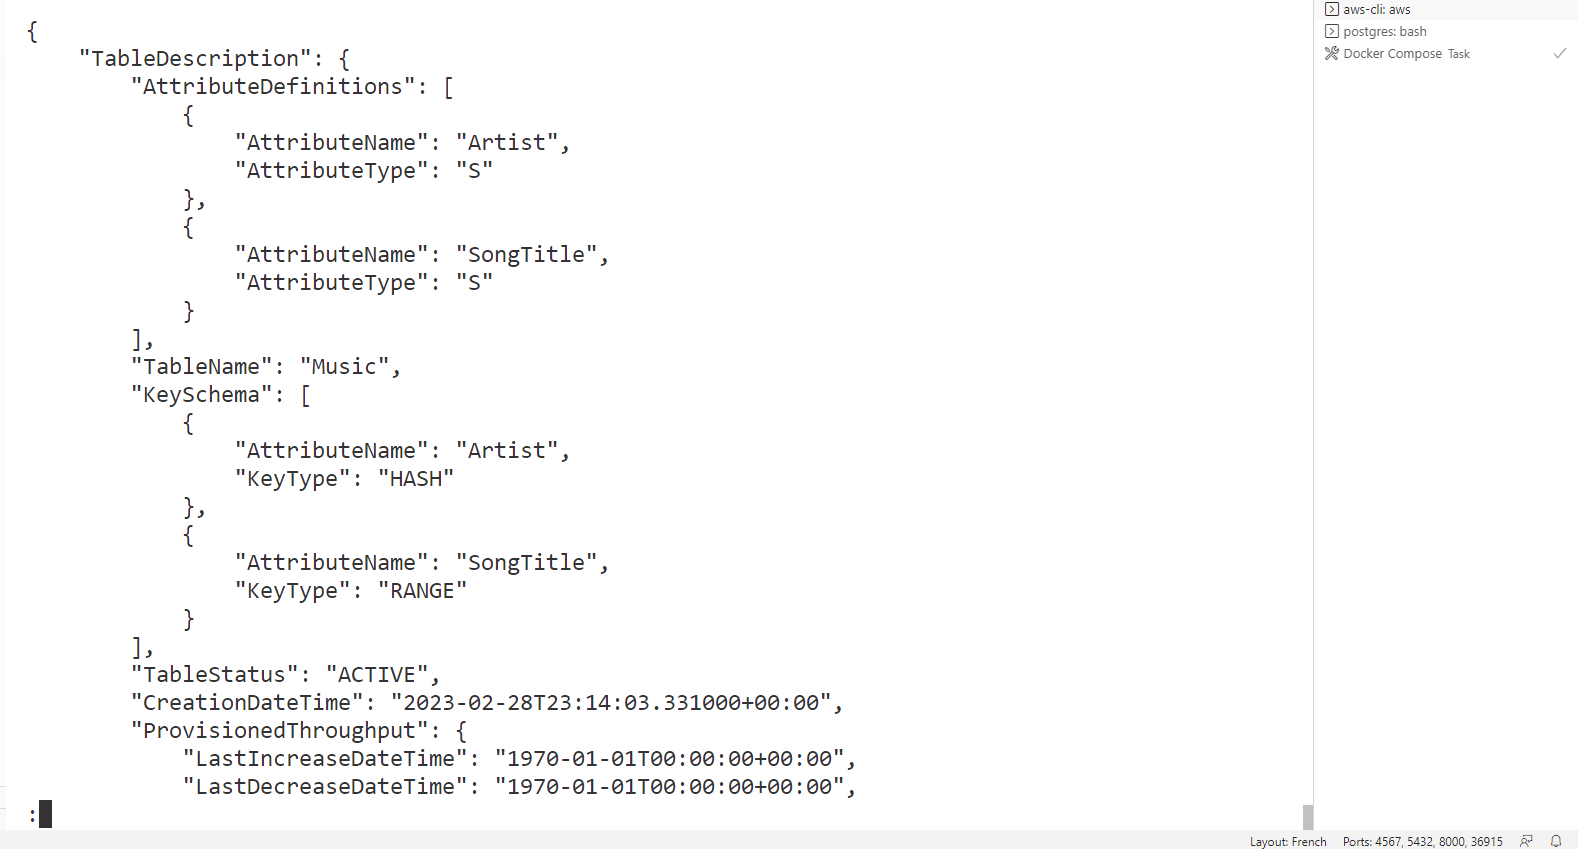 {
    "TableDescription": {
        "AttributeDefinitions": [
            {
                "AttributeName": "Artist",
                "AttributeType": "S"
            },
            {
                "AttributeName": "SongTitle",
                "AttributeType": "S"
            }
        ],
        "TableName": "Music",
        "KeySchema": [
            {
                "AttributeName": "Artist",
                "KeyType": "HASH"
            },
            {
                "AttributeName": "SongTitle",
                "KeyType": "RANGE"
            }
        ],
        "TableStatus": "ACTIVE",
        "CreationDateTime": "2023-02-28T23:14:03.331000+00:00",
        "ProvisionedThroughput": {
            "LastIncreaseDateTime": "1970-01-01T00:00:00+00:00",
            "LastDecreaseDateTime": "1970-01-01T00:00:00+00:00",
:
aws-cli: aws
postgres: bash
Docker Compose Task
Layout: French Ports: 4567, 5432, 8000, 36915